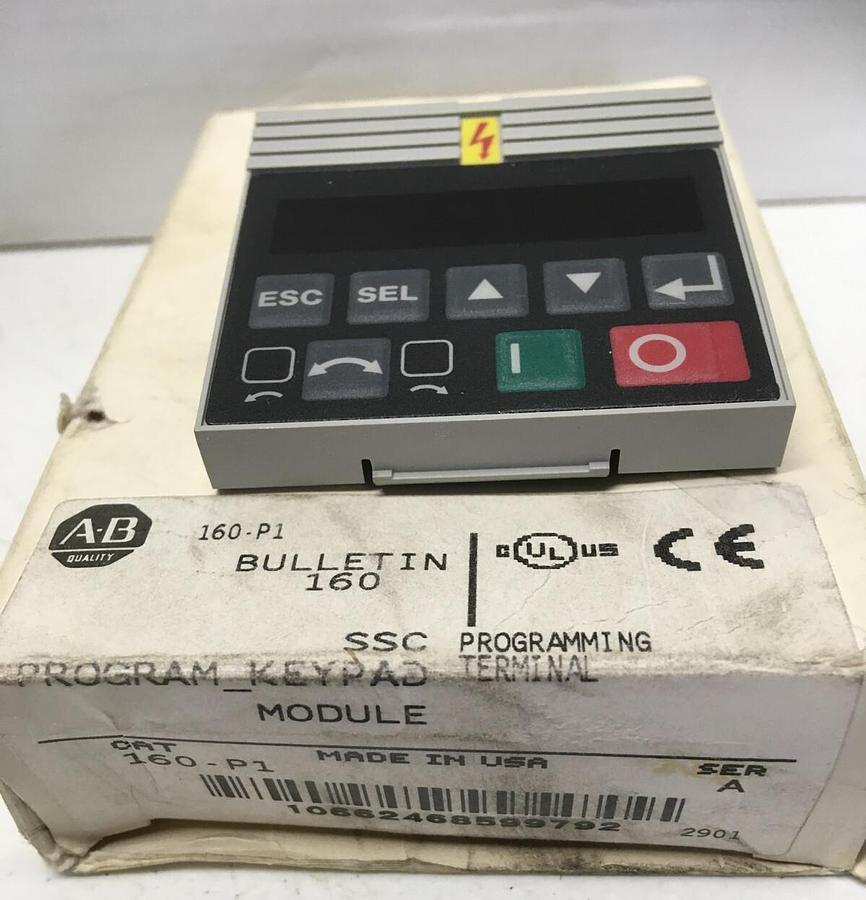 ESC SEL
A-B
QUALITY
160-P1
BULLETIN
160
SSC
PROGRAM_KEYPAD
MODULE
c UL us CE
PROGRAMMING
TERMINAL
CAT
160-P1
MADE IN USA
SER
A
10662468599792
2901